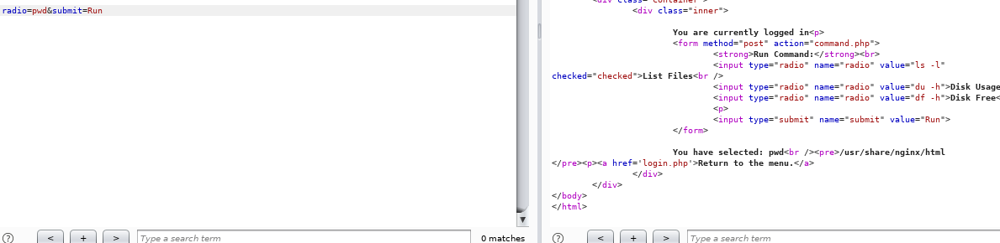 radio=pwd&submit=Run
? < + > Type a search term 0 matches
<div class="container">
<div class="inner">
You are currently logged in<p>
<form method="post" action="command.php">
<strong>Run Command:</strong><br>
<input type="radio" name="radio" value="ls -l"
checked="checked">List Files<br />
<input type="radio" name="radio" value="du -h">Disk Usage
<input type="radio" name="radio" value="df -h">Disk Free<
<p>
<input type="submit" name="submit" value="Run">
</form>
You have selected: pwd<br /><pre>/usr/share/nginx/html
</pre><p><a href='login.php'>Return to the menu.</a>
</div>
</div>
</body>
</html>
? < + > Type a search term